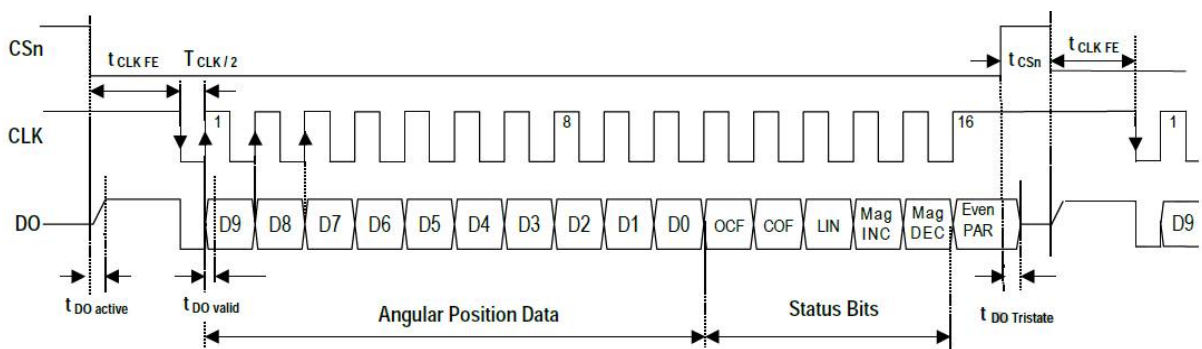 CSn
t CLK FE
T CLK / 2
t CSn
t CLK FE
CLK
1
8
16
1
DO
D9
D8
D7
D6
D5
D4
D3
D2
D1
D0
OCF
COF
LIN
Mag
INC
Mag
DEC
Even
PAR
D9
t DO active
t DO valid
Angular Position Data
Status Bits
t DO Tristate